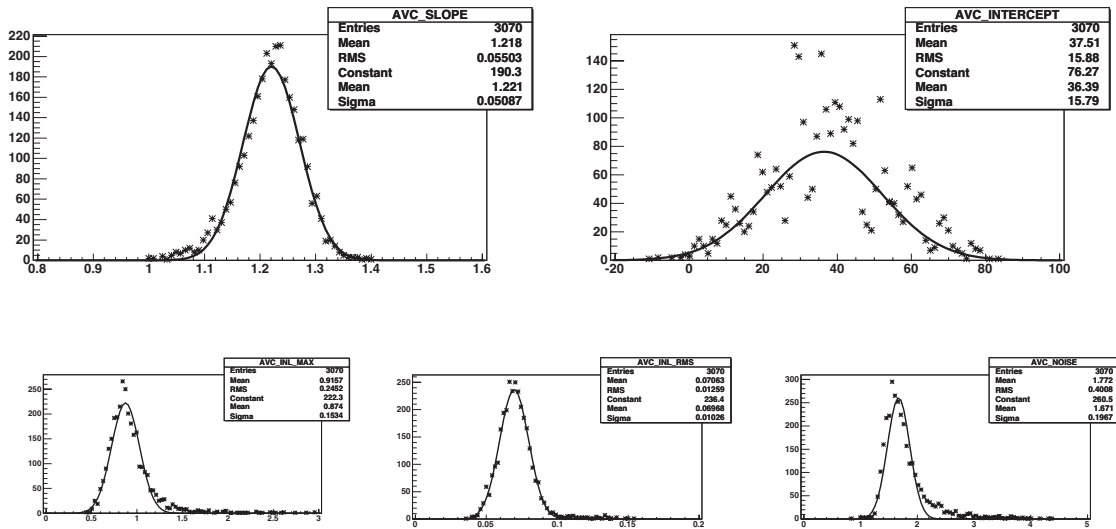 AVC_SLOPE
Entries 3070
Mean 1.218
RMS 0.05503
Constant 190.3
Mean 1.221
Sigma 0.05087
220
200
180
160
140
120
100
80
60
40
20
0
0.8 0.9 1 1.1 1.2 1.3 1.4 1.5 1.6
AVC_INTERCEPT
Entries 3070
Mean 37.51
RMS 15.88
Constant 76.27
Mean 36.39
Sigma 15.79
140
120
100
80
60
40
20
0
-20 0 20 40 60 80 100
AVC_INL_MAX
Entries 3070
Mean 0.9157
RMS 0.2452
Constant 222.3
Mean 0.874
Sigma 0.1534
250
200
150
100
50
0
0 0.5 1 1.5 2 2.5 3
AVC_INL_RMS
Entries 3070
Mean 0.07063
RMS 0.01259
Constant 236.4
Mean 0.06968
Sigma 0.01026
250
200
150
100
50
0
0 0.05 0.1 0.15 0.2
AVC_NOISE
Entries 3070
Mean 1.772
RMS 0.4008
Constant 260.5
Mean 1.671
Sigma 0.1967
300
250
200
150
100
50
0
0 1 2 3 4 5